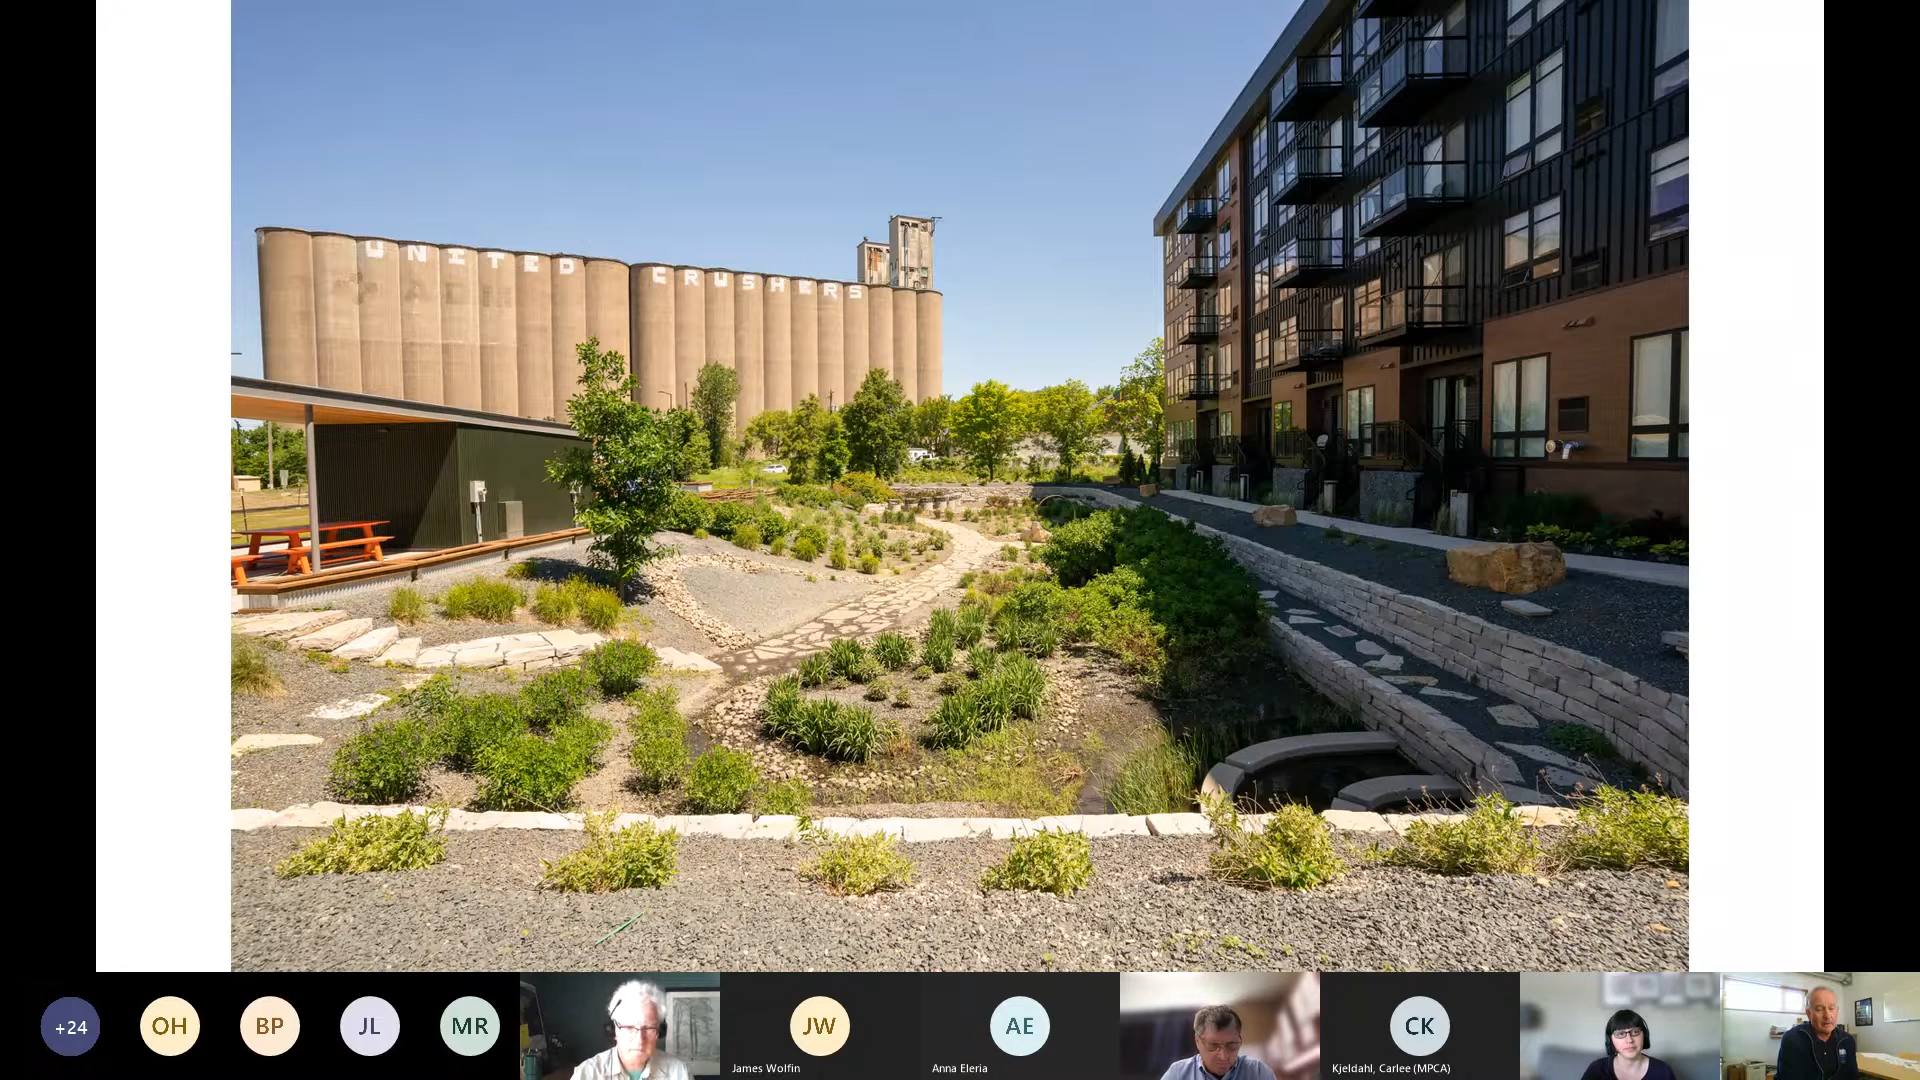 UNITED CRUSHERS
+24
OH
BP
JL
MR
JW
James Wolfin
AE
Anna Eleria
CK
Kjeldahl, Carlee (MPCA)